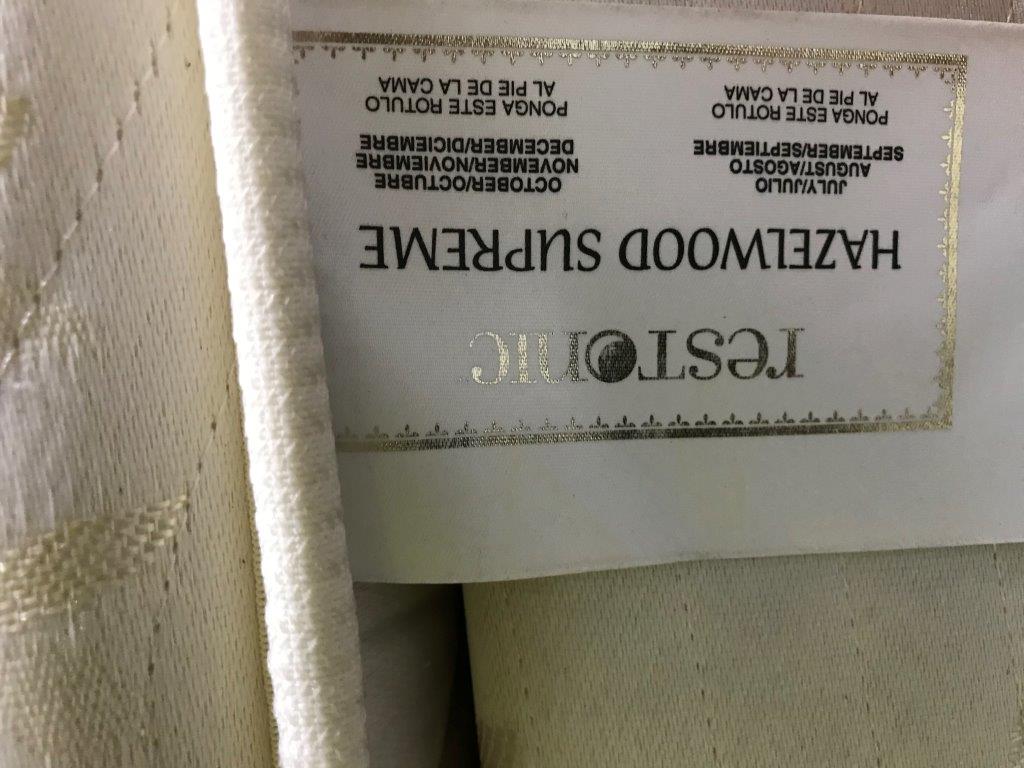 resTonic
HAZELWOOD SUPREME
JULY/JULIO
AUGUST/AGOSTO
SEPTEMBER/SEPTIEMBRE
PONGA ESTE ROTULO
AL PIE DE LA CAMA
OCTOBER/OCTUBRE
NOVEMBER/NOVIEMBRE
DECEMBER/DICIEMBRE
PONGA ESTE ROTULO
AL PIE DE LA CAMA